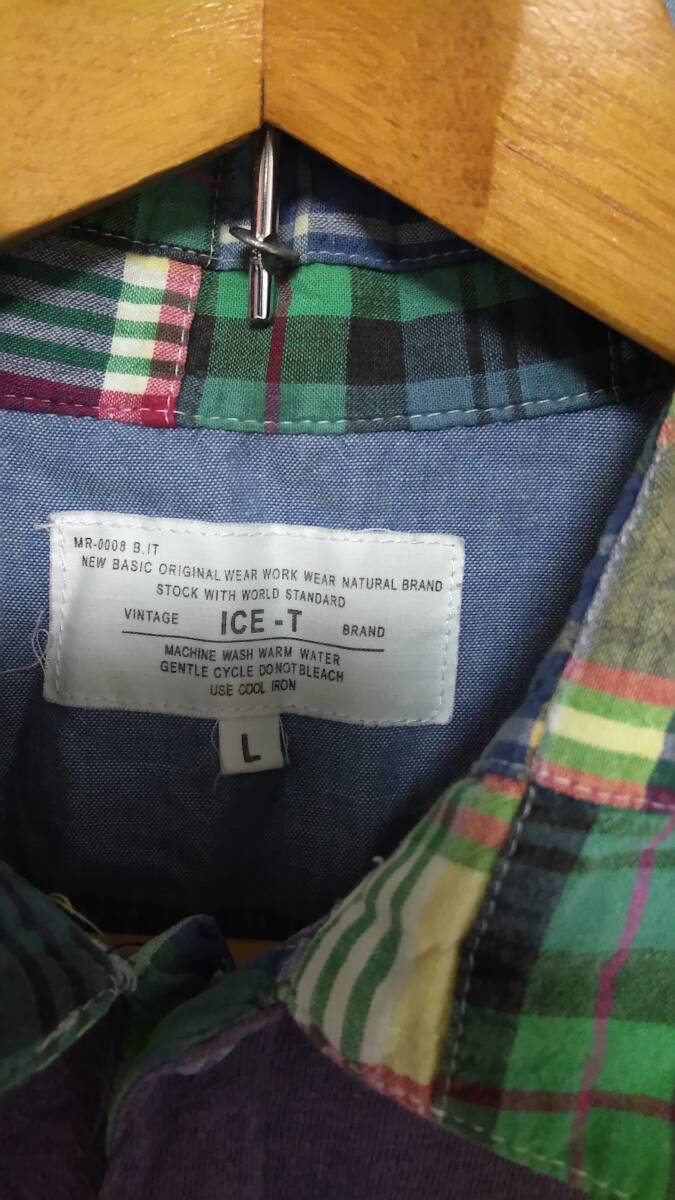 MR-0008 B.IT
NEW BASIC ORIGINAL WEAR WORK WEAR NATURAL BRAND
STOCK WITH WORLD STANDARD
VINTAGE ICE-T BRAND
MACHINE WASH WARM WATER
GENTLE CYCLE DONOTBLEACH
USE COOL IRON
L